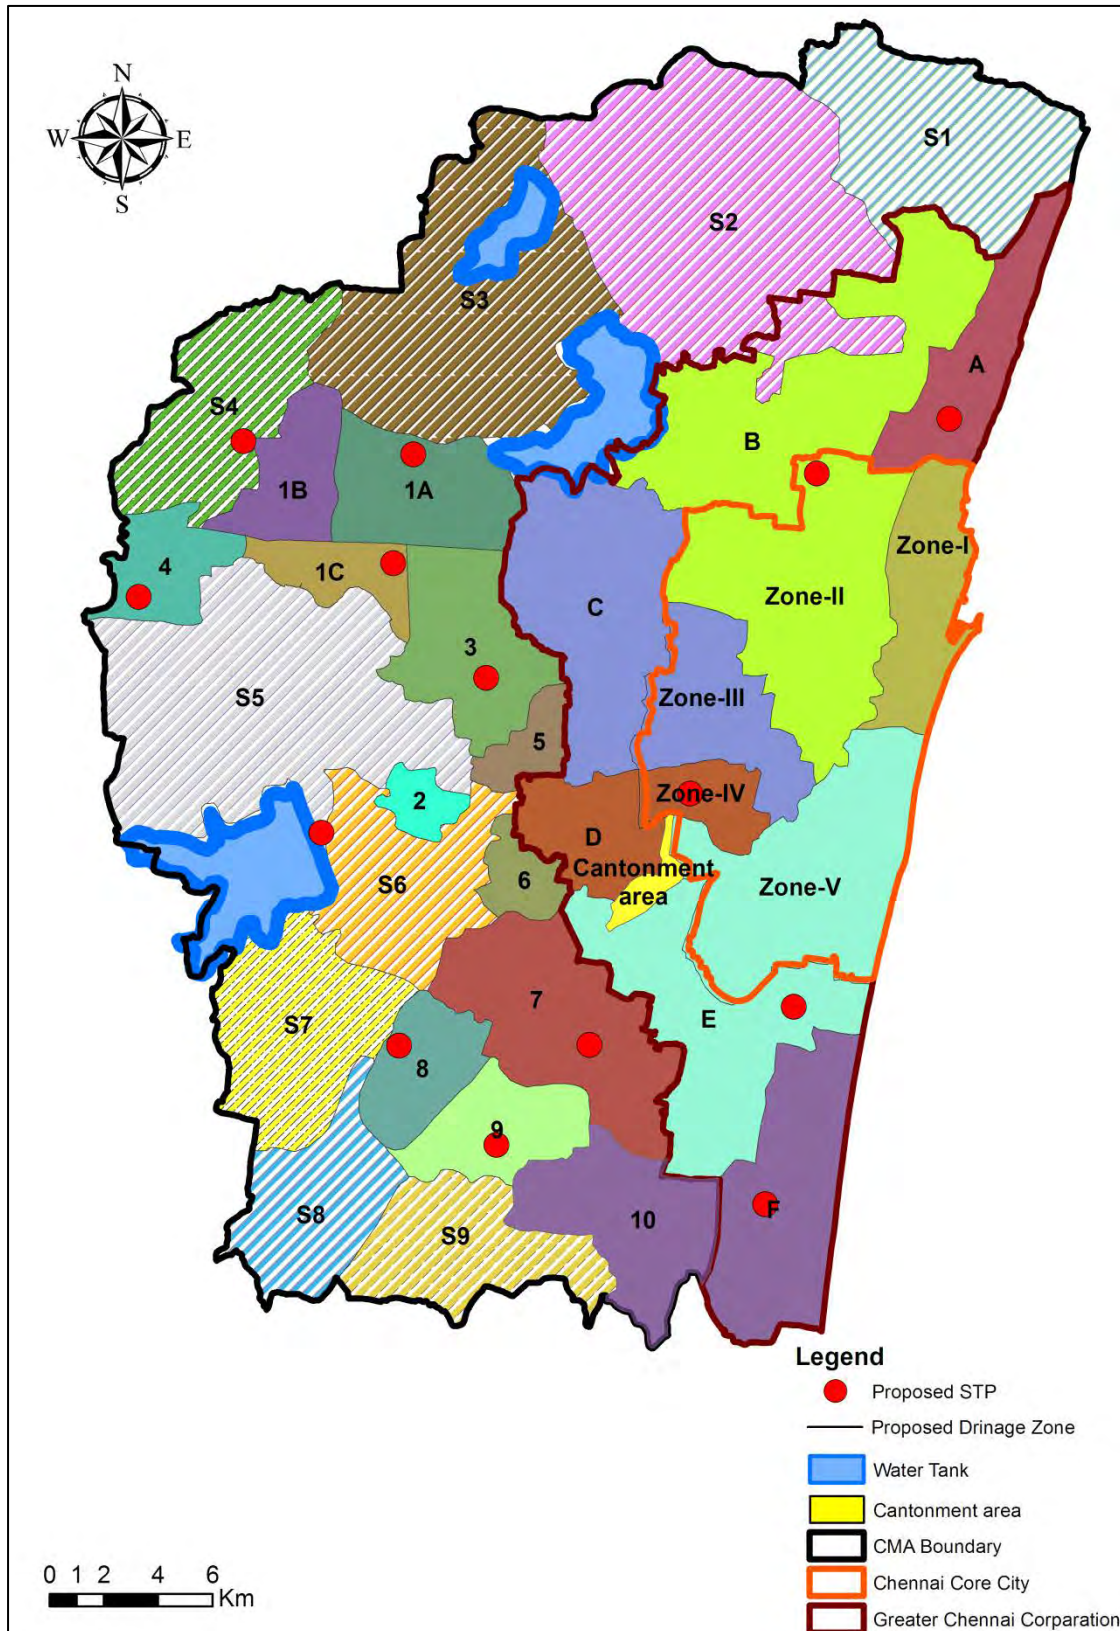 N
W E
S
S1
S2
S3
A
S4
B
1B
1A
Zone-I
4
1C
Zone-II
C
3
S5
Zone-III
5
2
Zone-IV
D
Cantonment
area
S6
6
Zone-V
7
S7
E
8
9
S8
10
F
S9
Legend
Proposed STP
Proposed Drinage Zone
Water Tank
Cantonment area
CMA Boundary
Chennai Core City
Greater Chennai Corparation
0 1 2 4 6
Km